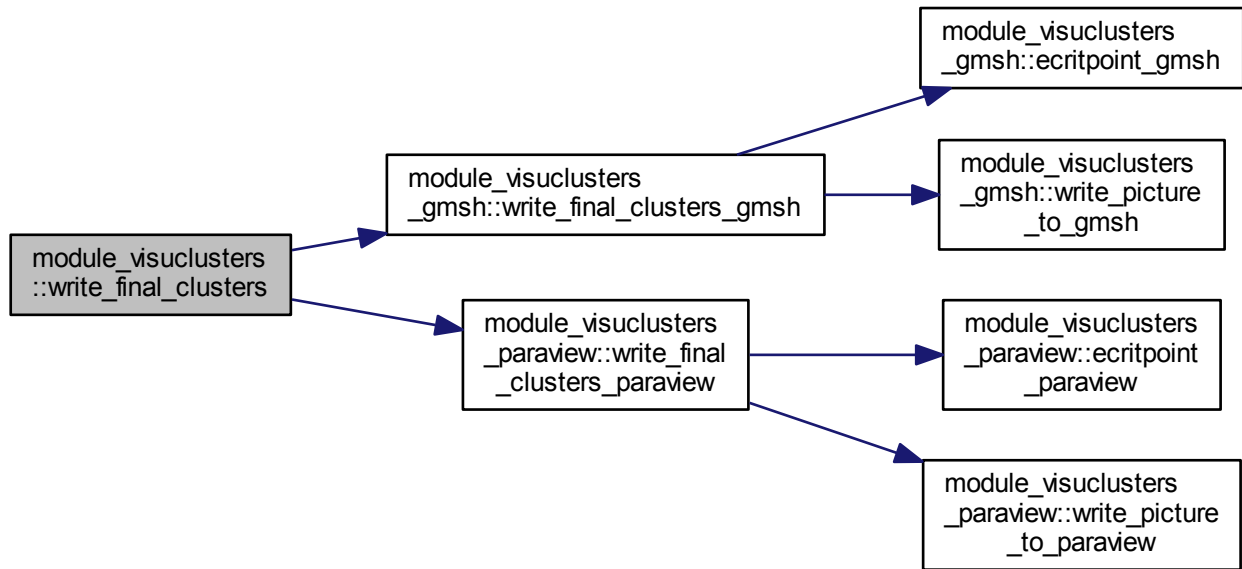 module_visuclusters
_gmsh::ecritpoint_gmsh
module_visuclusters
_gmsh::write_final_clusters_gmsh
module_visuclusters
_gmsh::write_picture
_to_gmsh
module_visuclusters
::write_final_clusters
module_visuclusters
_paraview::write_final
_clusters_paraview
module_visuclusters
_paraview::ecritpoint
_paraview
module_visuclusters
_paraview::write_picture
_to_paraview